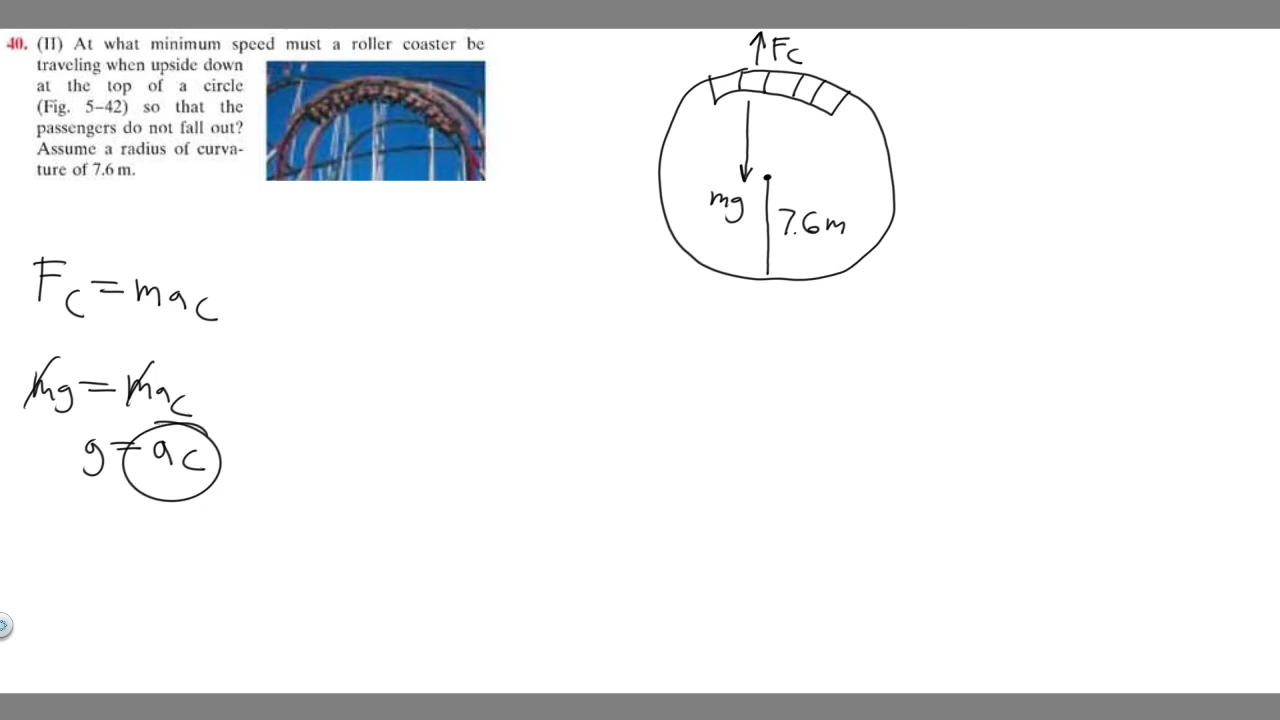 40. (II) At what minimum speed must a roller coaster be
traveling when upside down
at the top of a circle
(Fig. 5–42) so that the
passengers do not fall out?
Assume a radius of curva-
ture of 7.6 m.
↑Fc
mg
7.6m
Fc = mac
mg = mac
g = ac